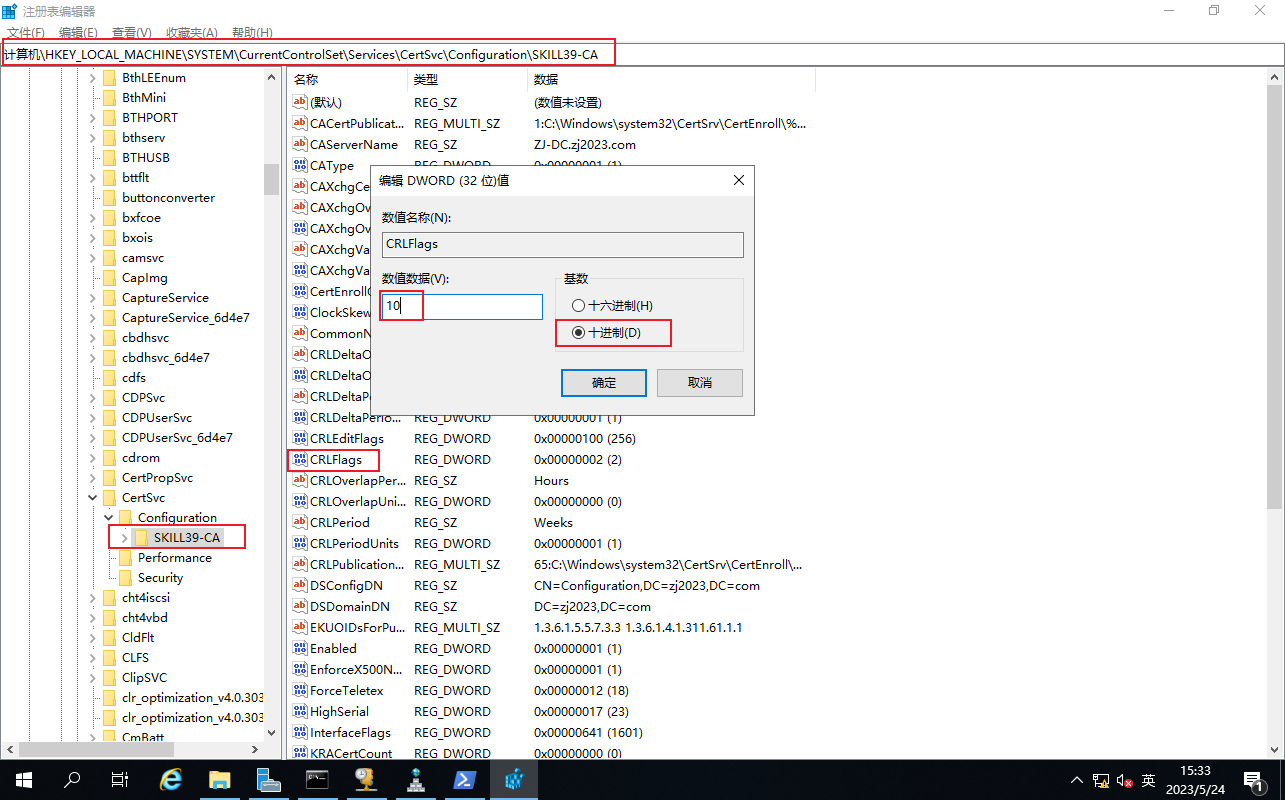 注册表编辑器
文件(F) 编辑(E) 查看(V) 收藏夹(A) 帮助(H)
计算机\HKEY_LOCAL_MACHINE\SYSTEM\CurrentControlSet\Services\CertSvc\Configuration\SKILL39-CA
BthLEEnum
BthMini
BTHPORT
bthserv
BTHUSB
bttflt
buttonconverter
bxfcoe
bxois
camsvc
CapImg
CaptureService
CaptureService_6d4e7
cbdhsvc
cbdhsvc_6d4e7
cdfs
CDPSvc
CDPUserSvc
CDPUserSvc_6d4e7
cdrom
CertPropSvc
CertSvc
Configuration
SKILL39-CA
Performance
Security
cht4iscsi
cht4vbd
CldFlt
CLFS
ClipSVC
clr_optimization_v4.0.303
clr_optimization_v4.0.303
CmBatt
名称 类型 数据
(默认) REG_SZ (数值未设置)
CACertPublicat... REG_MULTI_SZ 1:C:\Windows\system32\CertSrv\CertEnroll\%...
CAServerName REG_SZ ZJ-DC.zj2023.com
CAType REG_DWORD 0x00000001 (1)
CAXchgCe
CAXchgOv
CAXchgOv
CAXchgVa
CAXchgVa
CertEnrollC
ClockSkew
CommonN
CRLDeltaO
CRLDeltaO
CRLDeltaPe
CRLDeltaPerio... REG_DWORD 0x00000001 (1)
CRLEditFlags REG_DWORD 0x00000100 (256)
CRLFlags REG_DWORD 0x00000002 (2)
CRLOverlapPer... REG_SZ Hours
CRLOverlapUni... REG_DWORD 0x00000000 (0)
CRLPeriod REG_SZ Weeks
CRLPeriodUnits REG_DWORD 0x00000001 (1)
CRLPublication... REG_MULTI_SZ 65:C:\Windows\system32\CertSrv\CertEnroll\...
DSConfigDN REG_SZ CN=Configuration,DC=zj2023,DC=com
DSDomainDN REG_SZ DC=zj2023,DC=com
EKUOIDsForPu... REG_MULTI_SZ 1.3.6.1.5.5.7.3.3 1.3.6.1.4.1.311.61.1.1
Enabled REG_DWORD 0x00000001 (1)
EnforceX500N... REG_DWORD 0x00000001 (1)
ForceTeletex REG_DWORD 0x00000012 (18)
HighSerial REG_DWORD 0x00000017 (23)
InterfaceFlags REG_DWORD 0x00000641 (1601)
KRACertCount REG_DWORD 0x00000000 (0)
编辑 DWORD (32 位)值
数值名称(N):
CRLFlags
数值数据(V):
10
基数
十六进制(H)
十进制(D)
确定 取消
英
15:33
2023/5/24
1